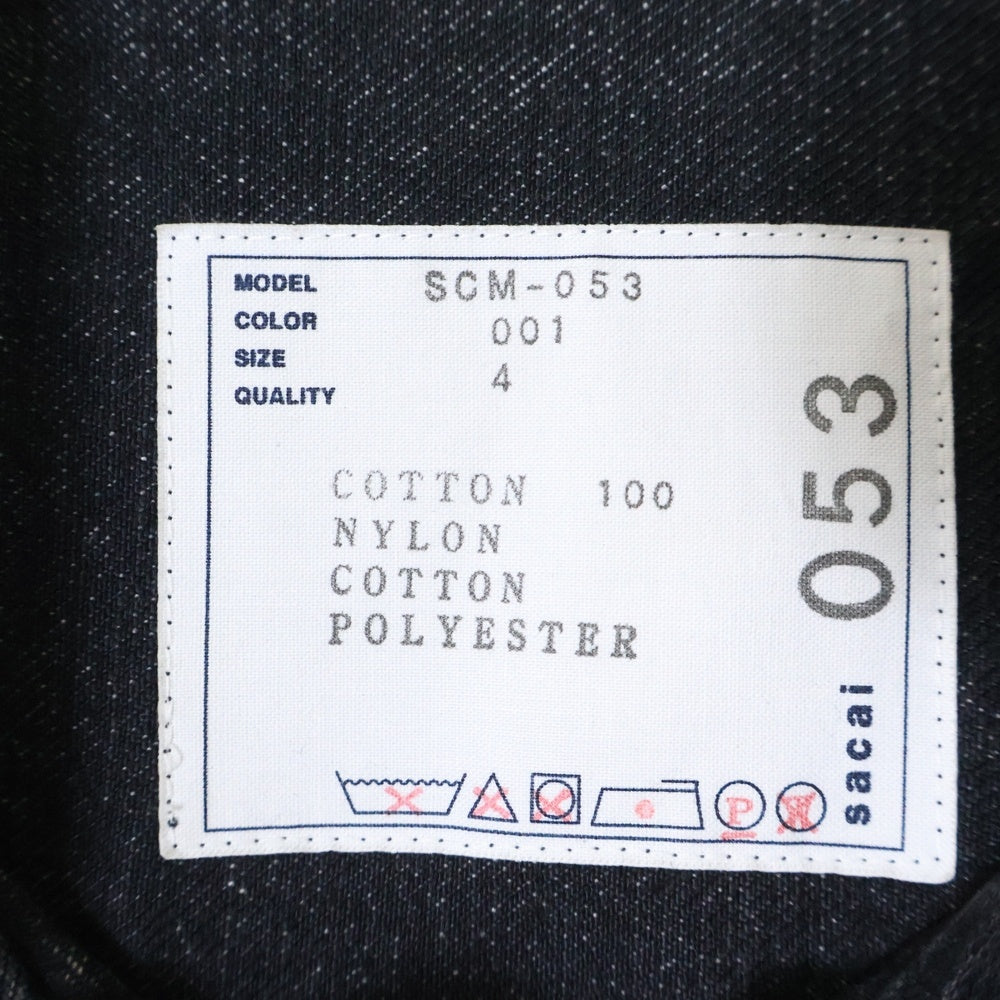 MODEL SCM-053
COLOR 001
SIZE 4
QUALITY
COTTON 100
NYLON
COTTON
POLYESTER
P
W
sacai 053